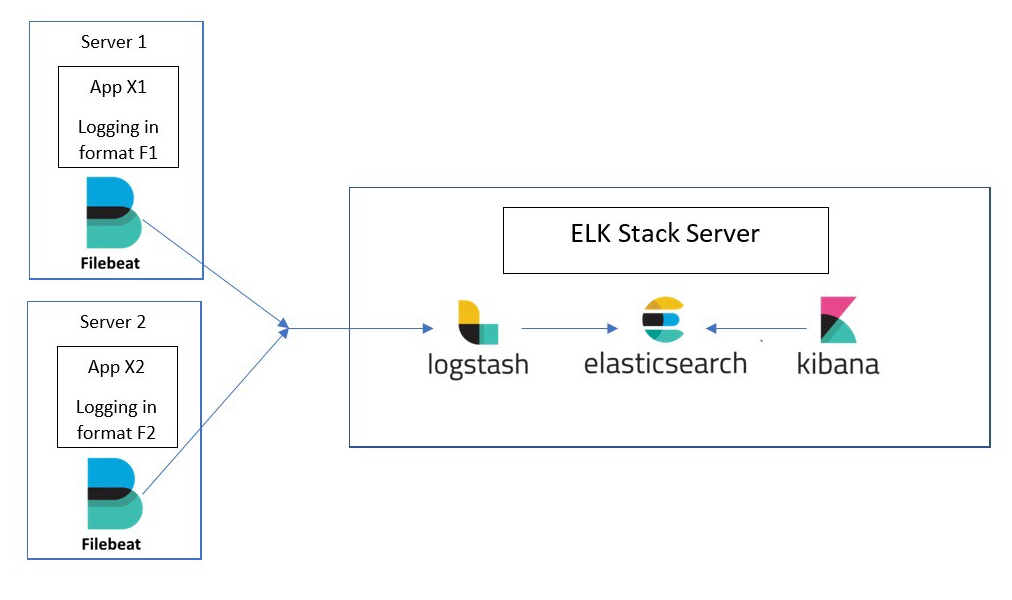 Server 1
App X1
Logging in
format F1
Filebeat
Server 2
App X2
Logging in
format F2
Filebeat
ELK Stack Server
logstash
elasticsearch
kibana